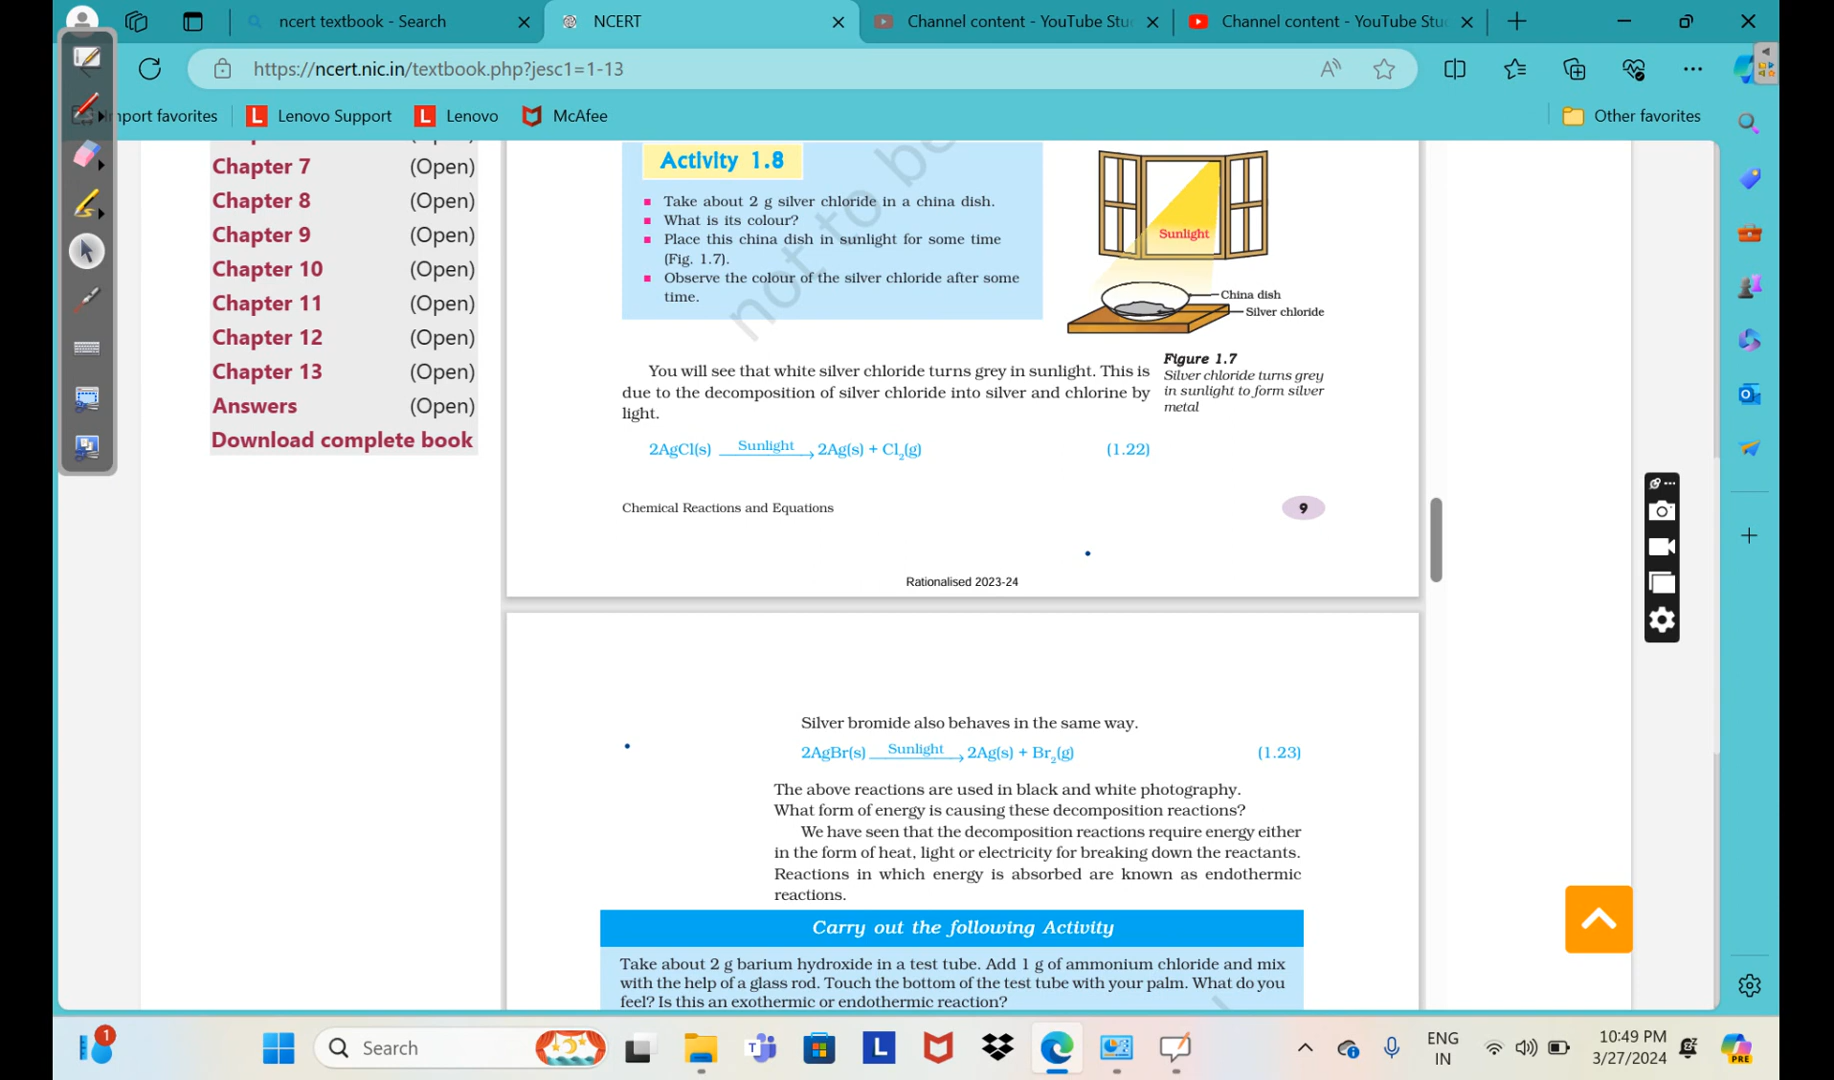 ncert textbook - Search
NCERT
Channel content - YouTube Stu
Channel content - YouTube Stu
https://ncert.nic.in/textbook.php?jesc1=1-13
mport favorites
Lenovo Support
Lenovo
McAfee
Other favorites
Chapter 7 (Open)
Chapter 8 (Open)
Chapter 9 (Open)
Chapter 10 (Open)
Chapter 11 (Open)
Chapter 12 (Open)
Chapter 13 (Open)
Answers (Open)
Download complete book
Activity 1.8
Take about 2 g silver chloride in a china dish.
What is its colour?
Place this china dish in sunlight for some time
(Fig. 1.7).
Observe the colour of the silver chloride after some
time.
not to be
Sunlight
China dish
Silver chloride
Figure 1.7
Silver chloride turns grey
in sunlight to form silver
metal
You will see that white silver chloride turns grey in sunlight. This is
due to the decomposition of silver chloride into silver and chlorine by
light.
2AgCl(s) Sunlight → 2Ag(s) + Cl₂(g) (1.22)
Chemical Reactions and Equations
9
Rationalised 2023-24
Silver bromide also behaves in the same way.
2AgBr(s) Sunlight → 2Ag(s) + Br₂(g) (1.23)
The above reactions are used in black and white photography.
What form of energy is causing these decomposition reactions?
We have seen that the decomposition reactions require energy either
in the form of heat, light or electricity for breaking down the reactants.
Reactions in which energy is absorbed are known as endothermic
reactions.
Carry out the following Activity
Take about 2 g barium hydroxide in a test tube. Add 1 g of ammonium chloride and mix
with the help of a glass rod. Touch the bottom of the test tube with your palm. What do you
feel? Is this an exothermic or endothermic reaction?
1
Search
ENG
IN
10:49 PM
3/27/2024
PRE